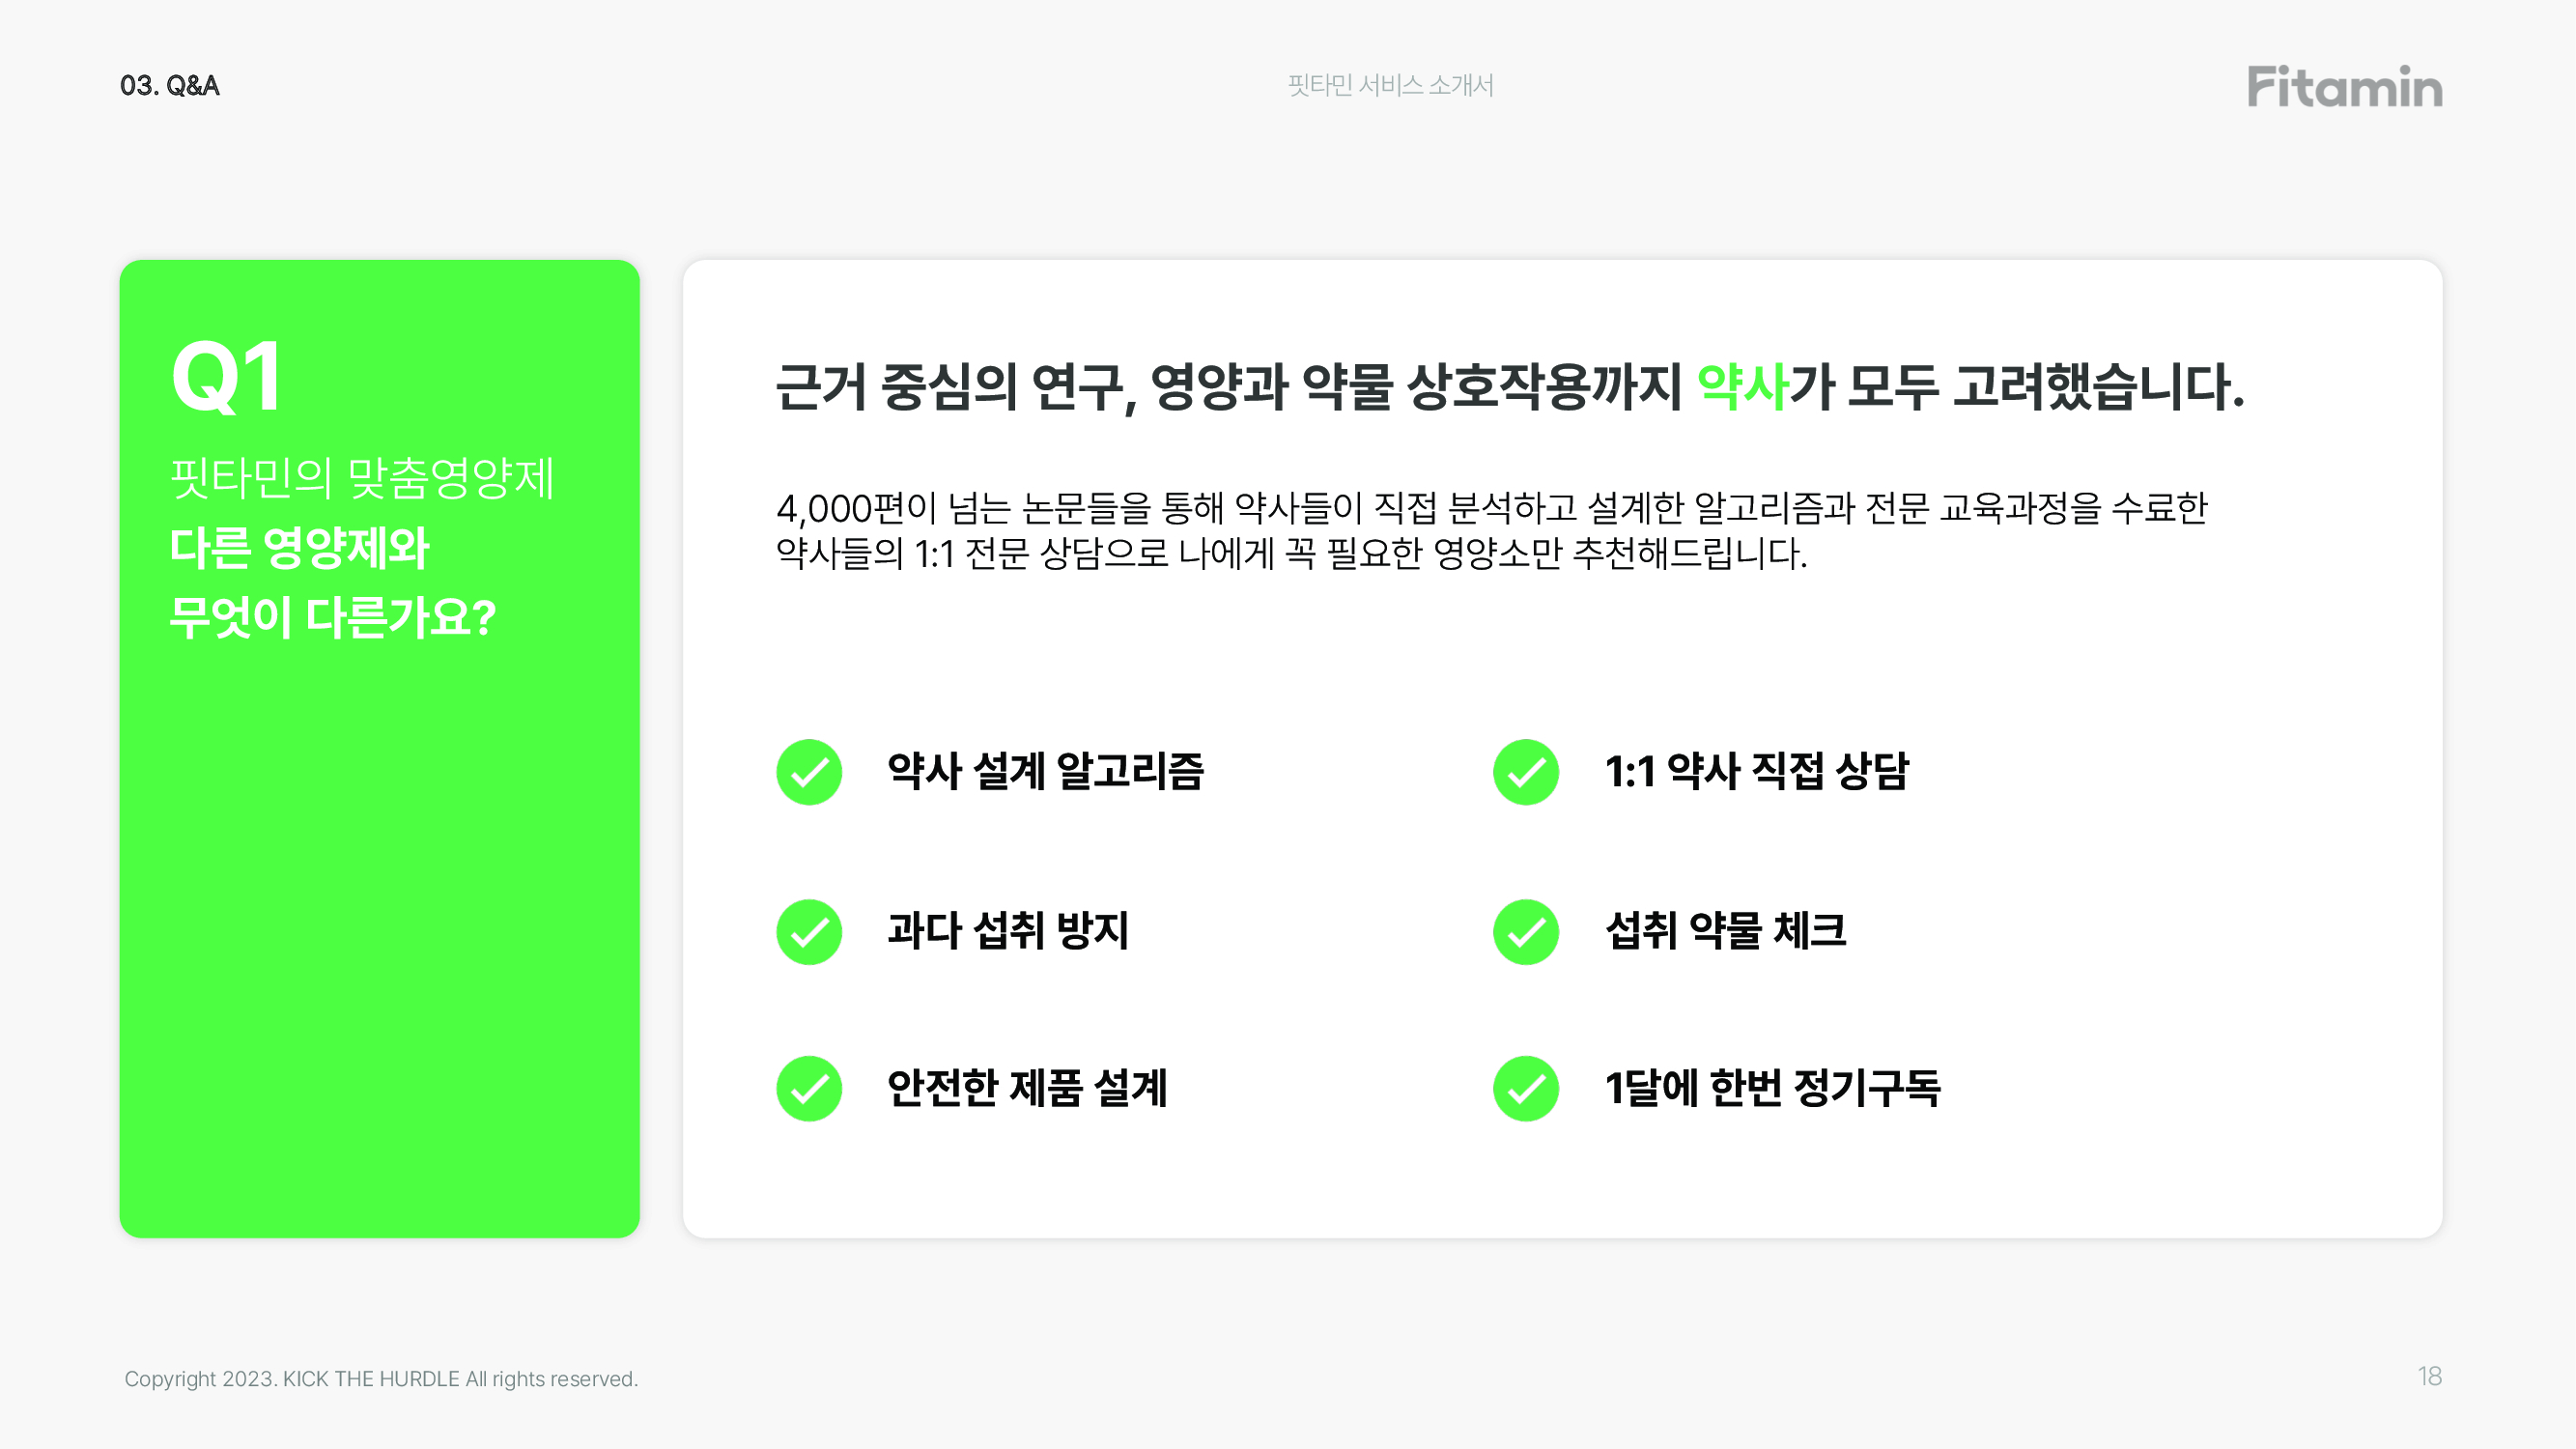 03. Q&A
핏타민 서비스 소개서
Fitamin
Q1
핏타민의 맞춤영양제
다른 영양제와
무엇이 다른가요?
근거 중심의 연구, 영양과 약물 상호작용까지 약사가 모두 고려했습니다.
4,000편이 넘는 논문들을 통해 약사들이 직접 분석하고 설계한 알고리즘과 전문 교육과정을 수료한
약사들의 1:1 전문 상담으로 나에게 꼭 필요한 영양소만 추천해드립니다.
약사 설계 알고리즘
1:1 약사 직접 상담
과다 섭취 방지
섭취 약물 체크
안전한 제품 설계
1달에 한번 정기구독
Copyright 2023. KICK THE HURDLE All rights reserved.
18